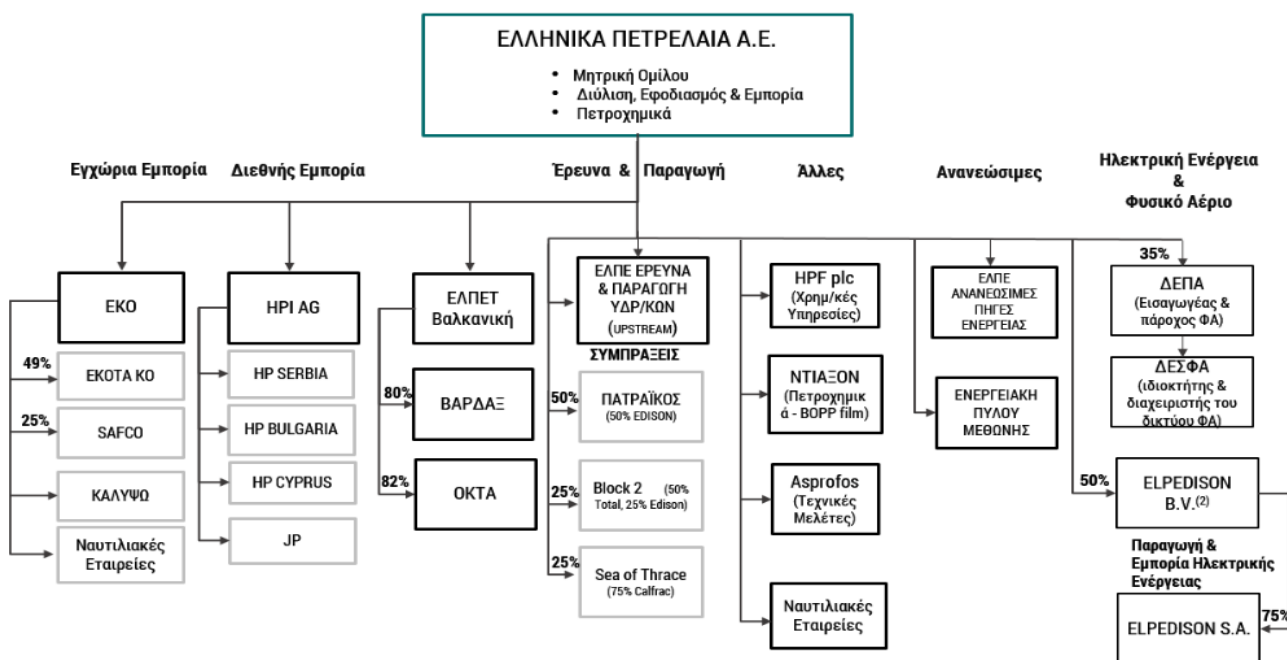 ΕΛΛΗΝΙΚΑ ΠΕΤΡΕΛΑΙΑ Α.Ε.
• Μητρική Ομίλου
• Διύλιση, Εφοδιασμός & Εμπορία
• Πετροχημικά
Εγχώρια Εμπορία
Διεθνής Εμπορία
Έρευνα & Παραγωγή
Άλλες
Ανανεώσιμες
Ηλεκτρική Ενέργεια
&
Φυσικό Αέριο
ΕΚΟ
49%
ΕΚΟΤΑ ΚΟ
25%
SAFCO
ΚΑΛΥΨΩ
Ναυτιλιακές
Εταιρείες
HPI AG
HP SERBIA
HP BULGARIA
HP CYPRUS
JP
ΕΛΠΕΤ
Βαλκανική
80%
ΒΑΡΔΑΞ
82%
ΟΚΤΑ
ΕΛΠΕ ΕΡΕΥΝΑ
& ΠΑΡΑΓΩΓΗ
ΥΔΡ/ΚΩΝ
(UPSTREAM)
ΣΥΜΠΡΑΞΕΙΣ
50%
ΠΑΤΡΑΪΚΟΣ
(50% EDISON)
25%
Block 2 (50%
Total, 25% Edison)
25%
Sea of Thrace
(75% Calfrac)
HPF plc
(Χρημ/κές
Υπηρεσίες)
ΝΤΙΑΞΟΝ
(Πετροχημικ
ά - BOPP film)
Asprofos
(Τεχνικές
Μελέτες)
Ναυτιλιακές
Εταιρείες
ΕΛΠΕ
ΑΝΑΝΕΩΣΙΜΕΣ
ΠΗΓΕΣ
ΕΝΕΡΓΕΙΑΣ
ΕΝΕΡΓΕΙΑΚΗ
ΠΥΛΟΥ
ΜΕΘΩΝΗΣ
35%
ΔΕΠΑ
(Εισαγωγέας &
πάροχος ΦΑ)
ΔΕΣΦΑ
(ιδιοκτήτης &
διαχειριστής του
δικτύου ΦΑ)
50%
ELPEDISON
B.V.(2)
Παραγωγή &
Εμπορία Ηλεκτρικής
Ενέργειας
ELPEDISON S.A.
75%